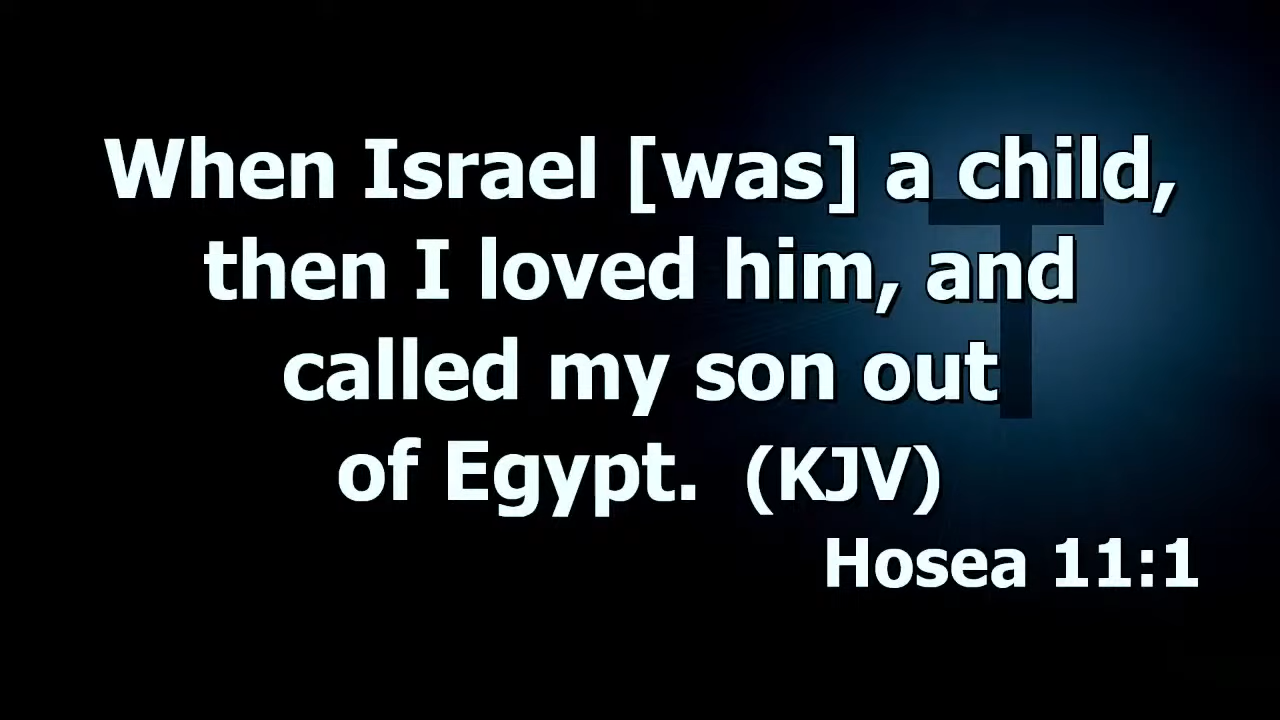 When Israel [was] a child,
then I loved him, and
called my son out
of Egypt. (KJV)
Hosea 11:1